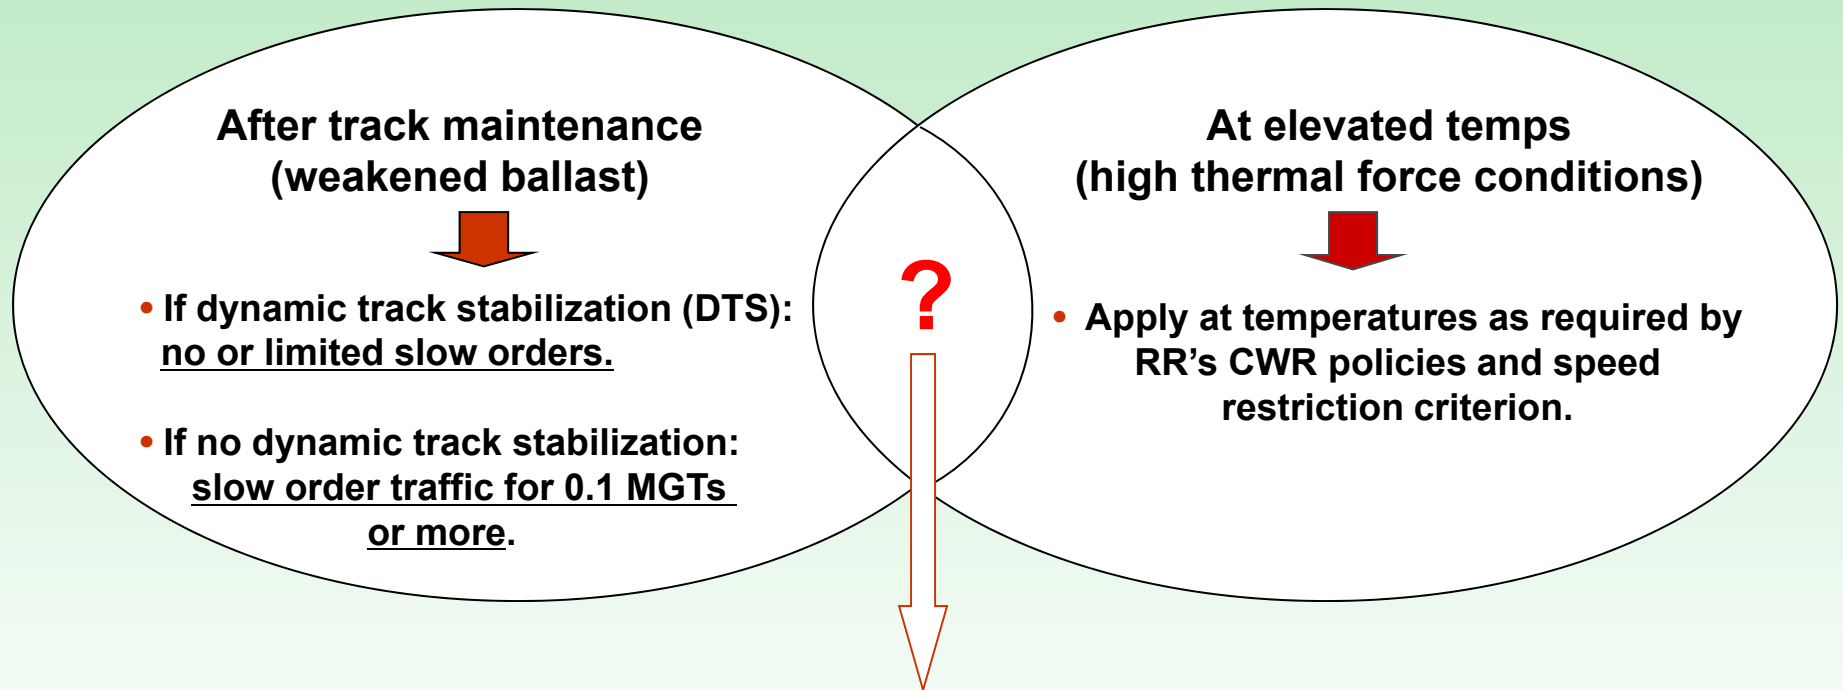 After track maintenance
(weakened ballast)
• If dynamic track stabilization (DTS):
no or limited slow orders.
• If no dynamic track stabilization:
slow order traffic for 0.1 MGTs
or more.
?
At elevated temps
(high thermal force conditions)
• Apply at temperatures as required by
RR’s CWR policies and speed
restriction criterion.